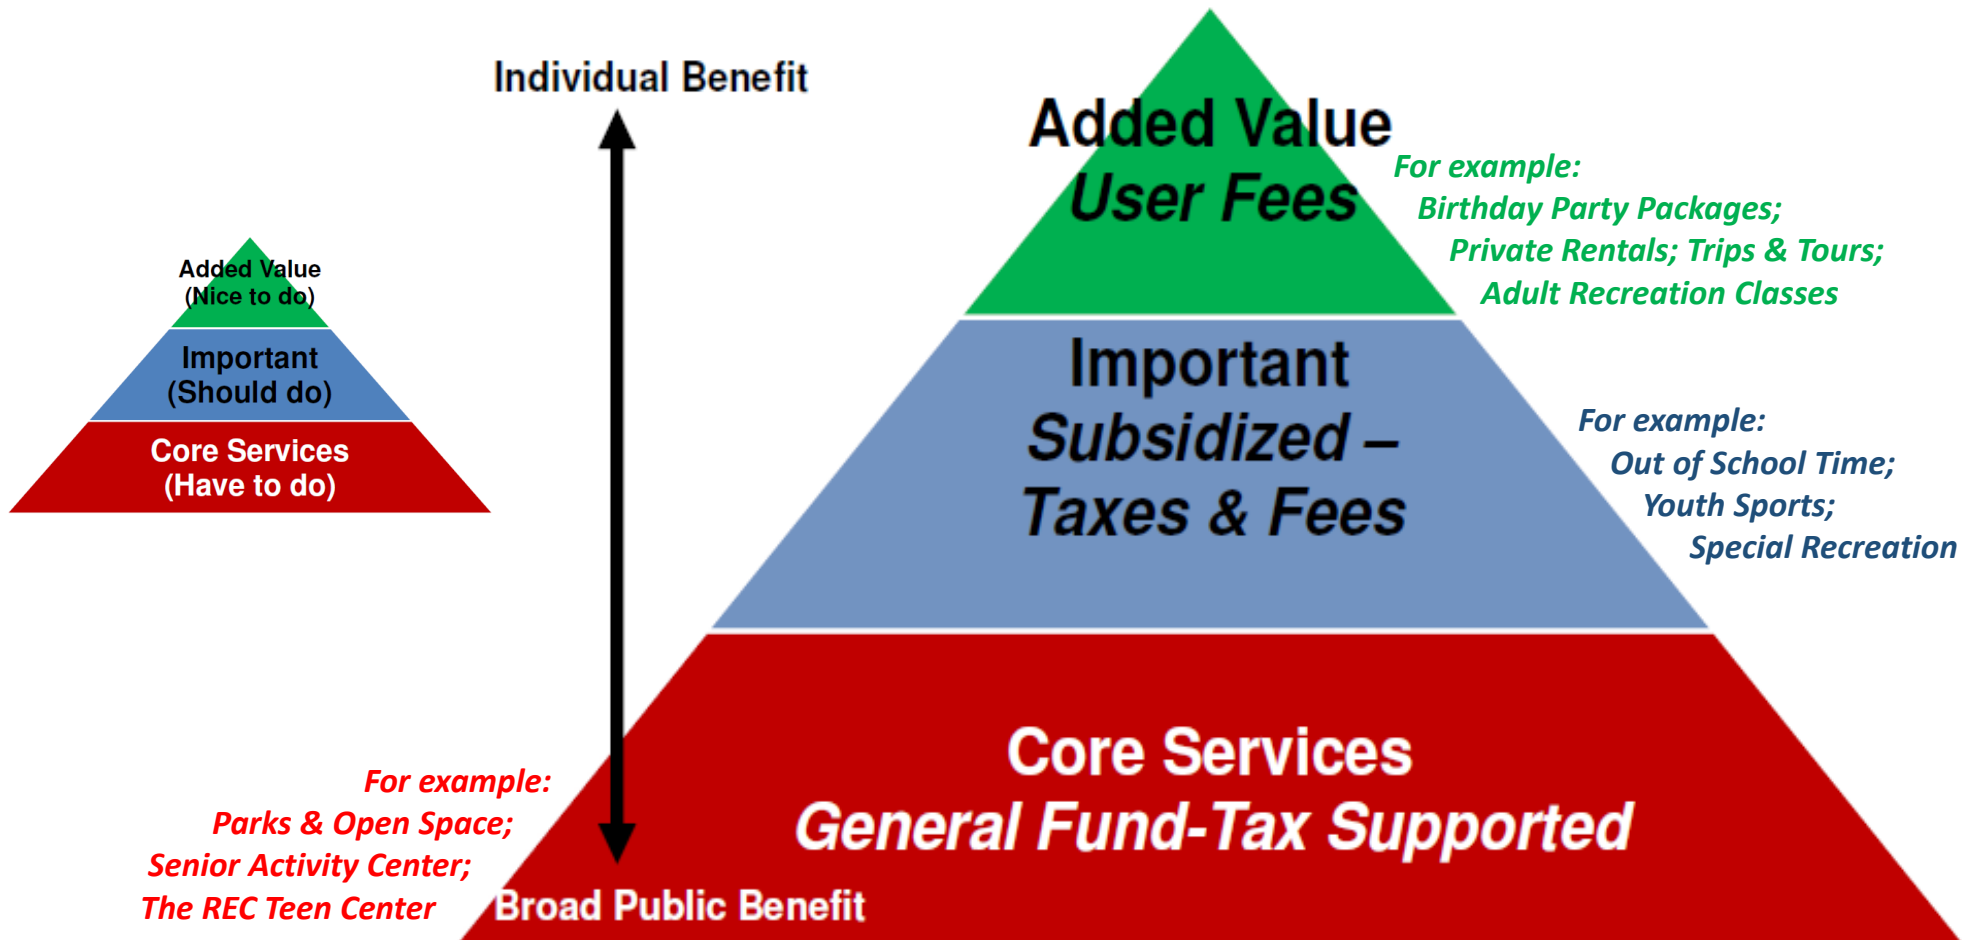 Individual Benefit
Added Value
User Fees
For example:
Birthday Party Packages;
Private Rentals; Trips & Tours;
Adult Recreation Classes
Added Value
(Nice to do)
Important
(Should do)
Core Services
(Have to do)
Important
Subsidized –
Taxes & Fees
For example:
Out of School Time;
Youth Sports;
Special Recreation
Core Services
General Fund-Tax Supported
For example:
Parks & Open Space;
Senior Activity Center;
The REC Teen Center
Broad Public Benefit